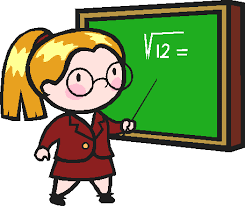 √12 =